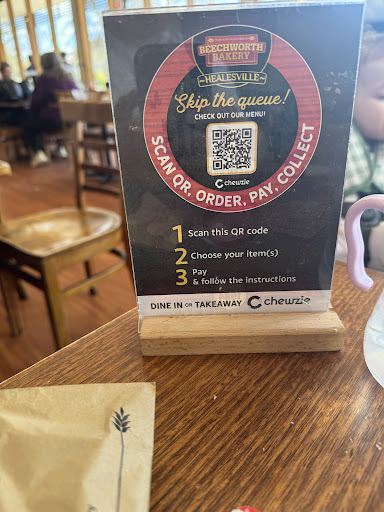 BEECHWORTH
BAKERY
HEALESVILLE
Skip the queue!
CHECK OUT OUR MENU!
chewzie
SCAN QR, ORDER, PAY, COLLECT
1 Scan this QR code
2 Choose your item(s)
3 Pay
& follow the instructions
DINE IN OR TAKEAWAY chewzie